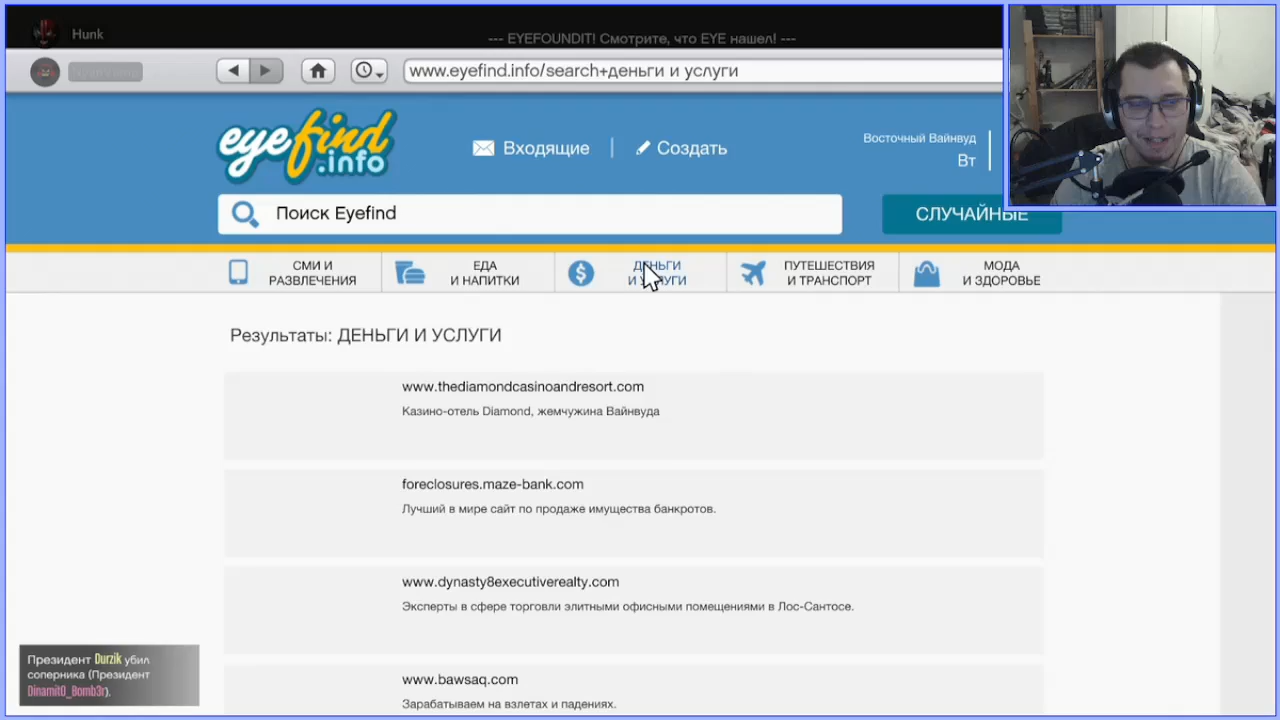 Hunk
--- EYEFOUNDIT! Смотрите, что EYE нашел! ---
www.eyefind.info/search+деньги и услуги
eyefind
.info
Входящие
Создать
Восточный Вайнвуд
Вт
Поиск Eyefind
СЛУЧАЙНЫЕ
СМИ И
РАЗВЛЕЧЕНИЯ
ЕДА
И НАПИТКИ
ДЕНЬГИ
И УСЛУГИ
ПУТЕШЕСТВИЯ
И ТРАНСПОРТ
МОДА
И ЗДОРОВЬЕ
Результаты: ДЕНЬГИ И УСЛУГИ
www.thediamondcasinoandresort.com
Казино-отель Diamond, жемчужина Вайнвуда
foreclosures.maze-bank.com
Лучший в мире сайт по продаже имущества банкротов.
www.dynasty8executiverealty.com
Эксперты в сфере торговли элитными офисными помещениями в Лос-Сантосе.
www.bawsaq.com
Зарабатываем на взлетах и падениях.
Президент Durzik убил
соперника (Президент
Dinamit0_Bomb3r).